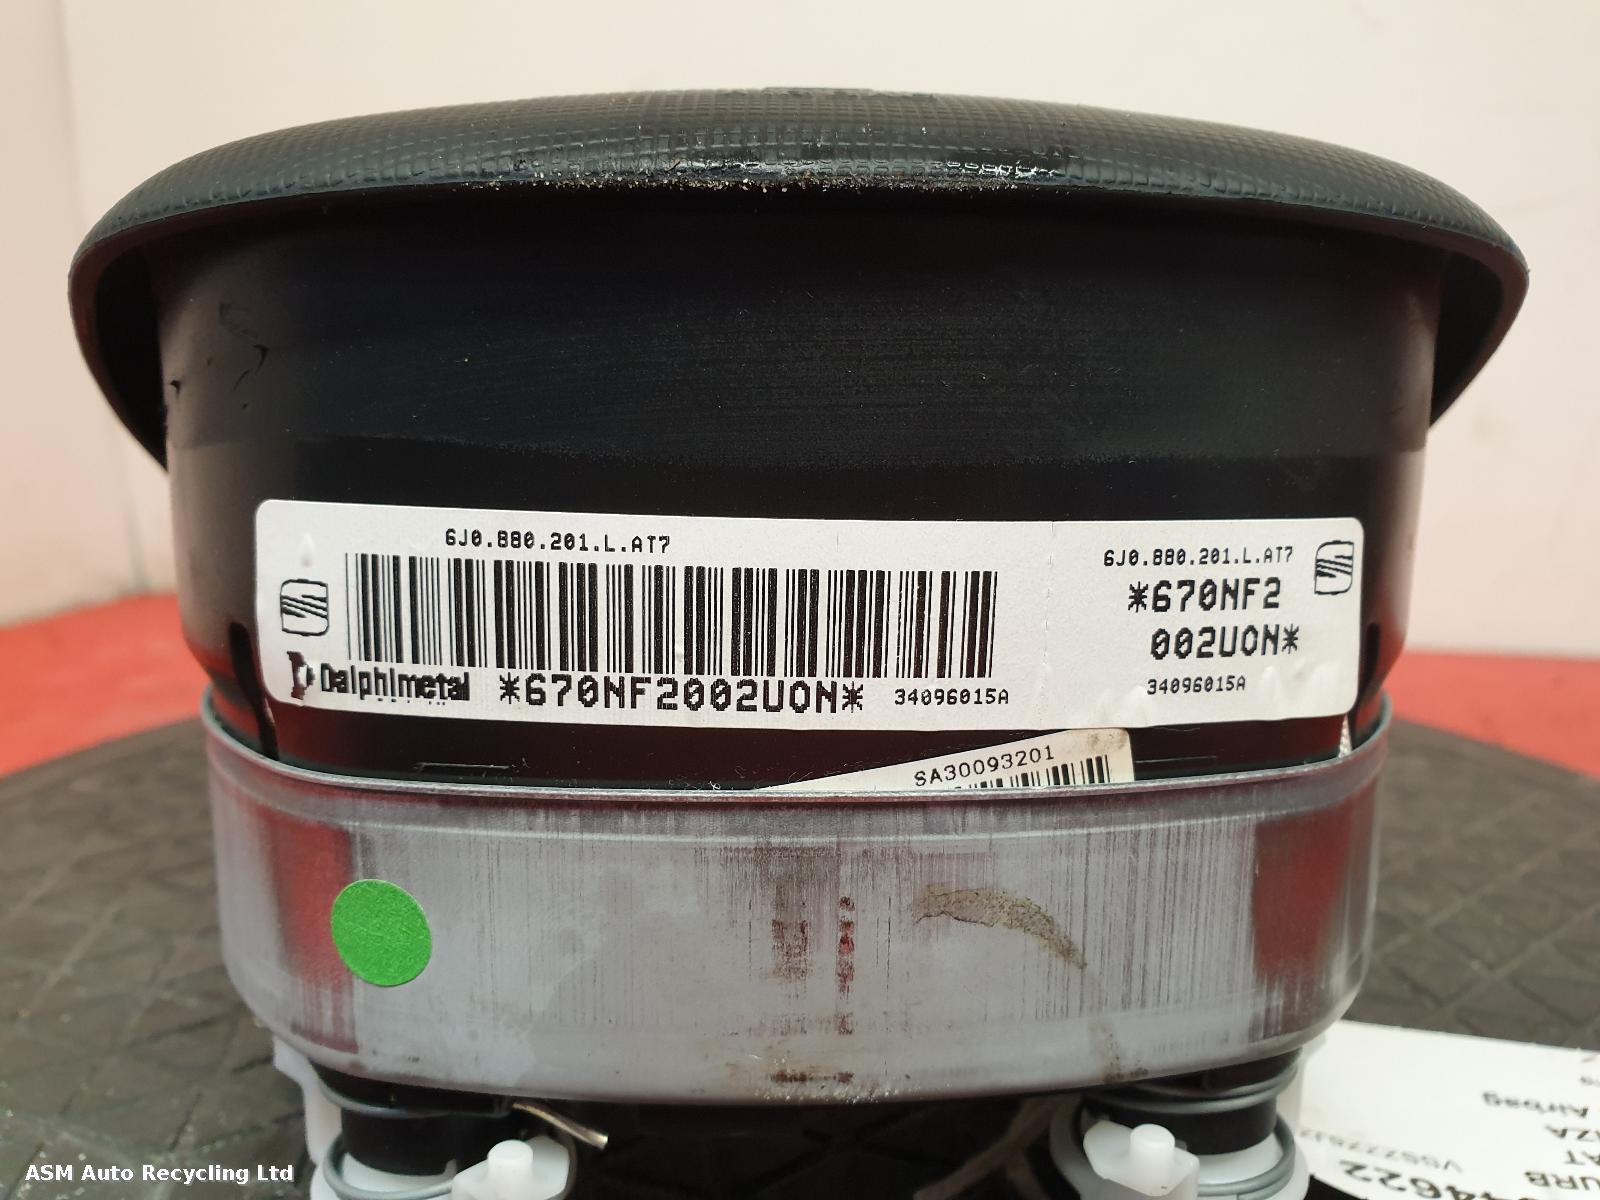 6J0.880.201.L.AT7
Dalphimetal
*670NF2002UON*
34096015A
6J0.880.201.L.AT7
*670NF2
002UON*
34096015A
SA30093201
Airbag
ASM Auto Recycling Ltd